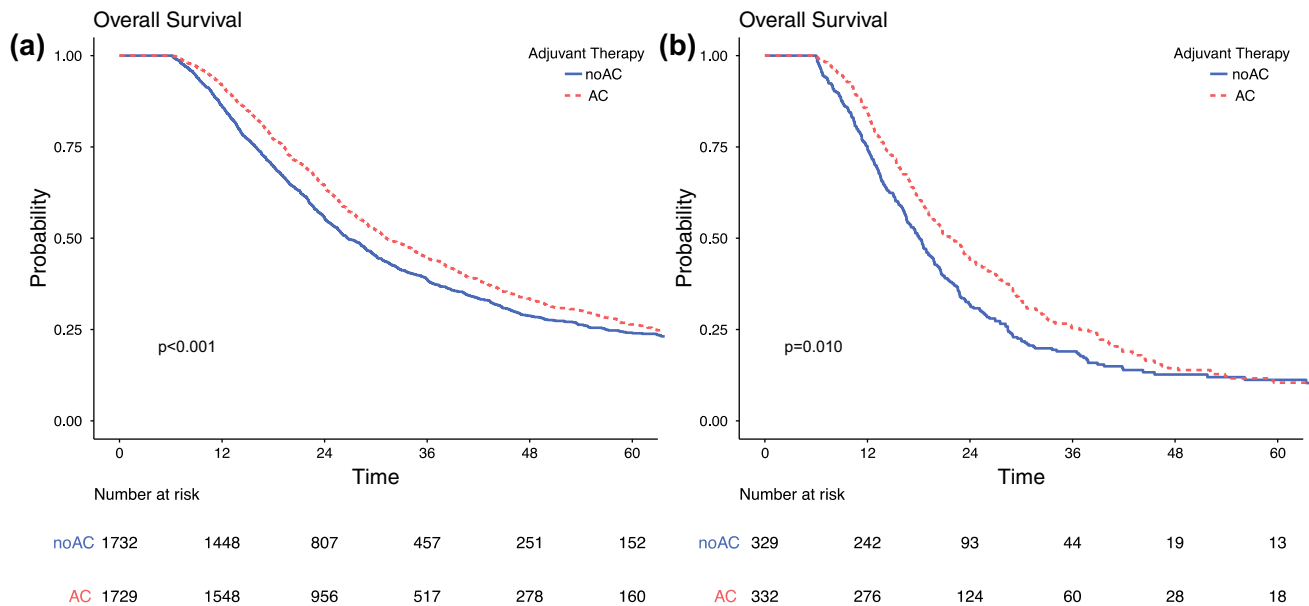 (a)
Overall Survival
Adjuvant Therapy
noAC
AC
1.00
0.75
0.50
0.25
0.00
Probability
p<0.001
0 12 24 36 48 60
Time
Number at risk
noAC 1732 1448 807 457 251 152
AC 1729 1548 956 517 278 160
(b)
Overall Survival
Adjuvant Therapy
noAC
AC
1.00
0.75
0.50
0.25
0.00
Probability
p=0.010
0 12 24 36 48 60
Time
Number at risk
noAC 329 242 93 44 19 13
AC 332 276 124 60 28 18